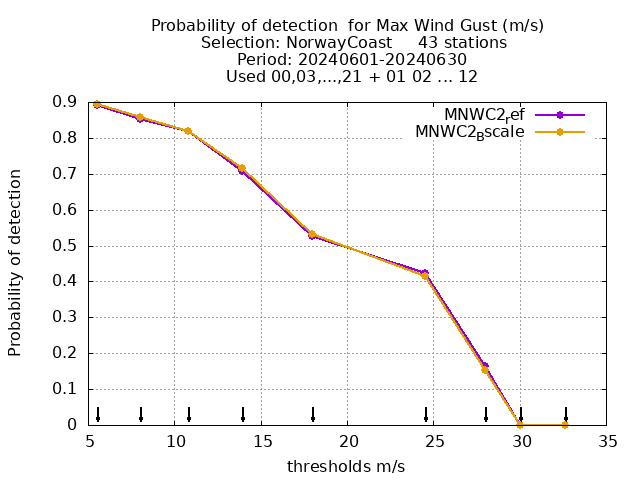 Probability of detection  for Max Wind Gust (m/s)
Selection: NorwayCoast     43 stations
Period: 20240601-20240630
Used 00,03,...,21 + 01 02 ... 12
MNWC2ref
MNWC2Bscale
Probability of detection
0.9
0.8
0.7
0.6
0.5
0.4
0.3
0.2
0.1
0
5 10 15 20 25 30 35
thresholds m/s